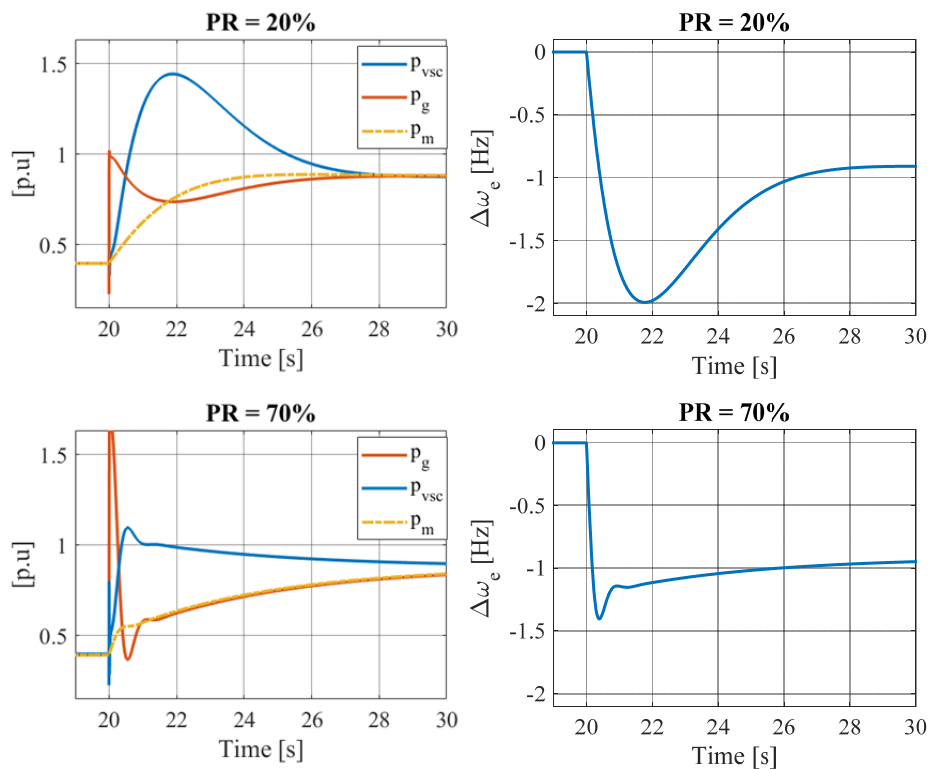 PR = 20%
1.5
1
0.5
[p.u]
p_vsc
p_g
p_m
20 22 24 26 28 30
Time [s]
PR = 20%
0
-0.5
-1
-1.5
-2
Δω_e [Hz]
20 22 24 26 28 30
Time [s]
PR = 70%
1.5
1
0.5
[p.u]
p_g
p_vsc
p_m
20 22 24 26 28 30
Time [s]
PR = 70%
0
-0.5
-1
-1.5
-2
Δω_e [Hz]
20 22 24 26 28 30
Time [s]